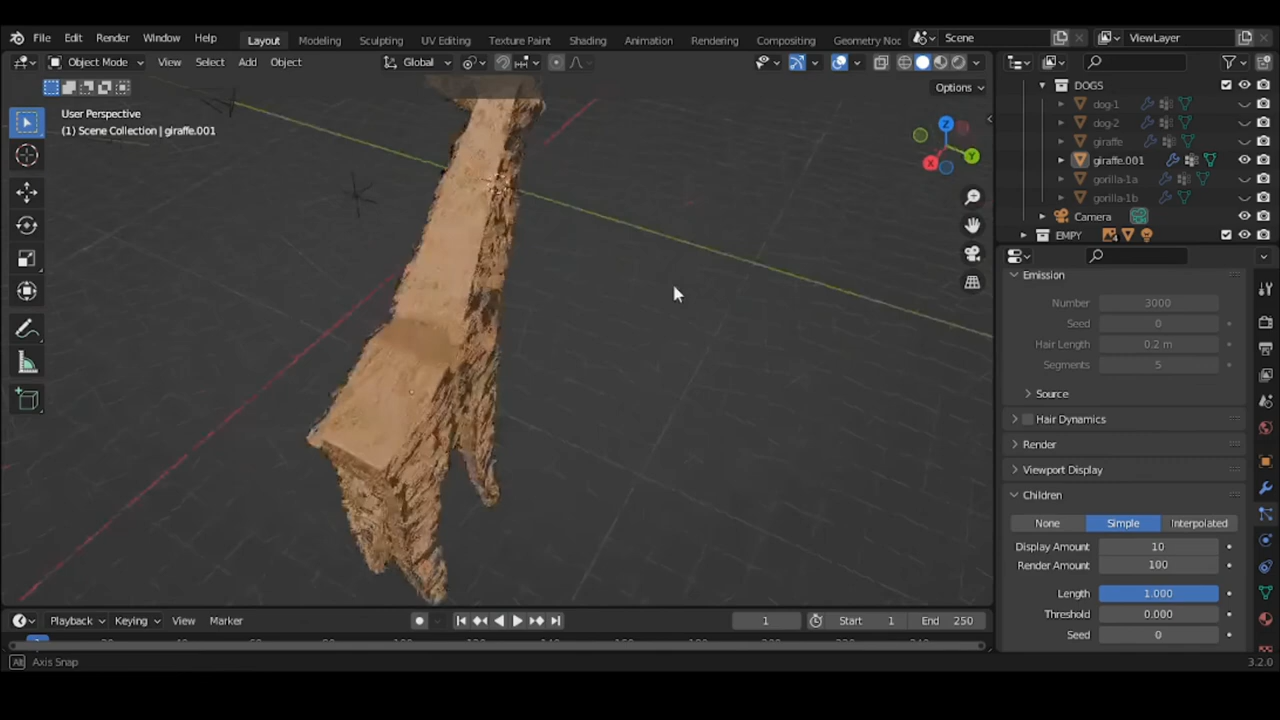 File Edit Render Window Help Layout Modeling Sculpting UV Editing Texture Paint Shading Animation Rendering Compositing Geometry Noc Scene ViewLayer
Object Mode View Select Add Object Global
Options
User Perspective
(1) Scene Collection | giraffe.001
Z
Y
X
DOGS
dog-1
dog-2
giraffe
giraffe.001
gorilla-1a
gorilla-1b
Camera
EMPY 4
Emission
Number 3000
Seed 0
Hair Length 0.2 m
Segments 5
Source
Hair Dynamics
Render
Viewport Display
Children
None Simple Interpolated
Display Amount 10
Render Amount 100
Length 1.000
Threshold 0.000
Seed 0
Playback Keying View Marker 1 Start 1 End 250
Alt Axis Snap 3.2.0